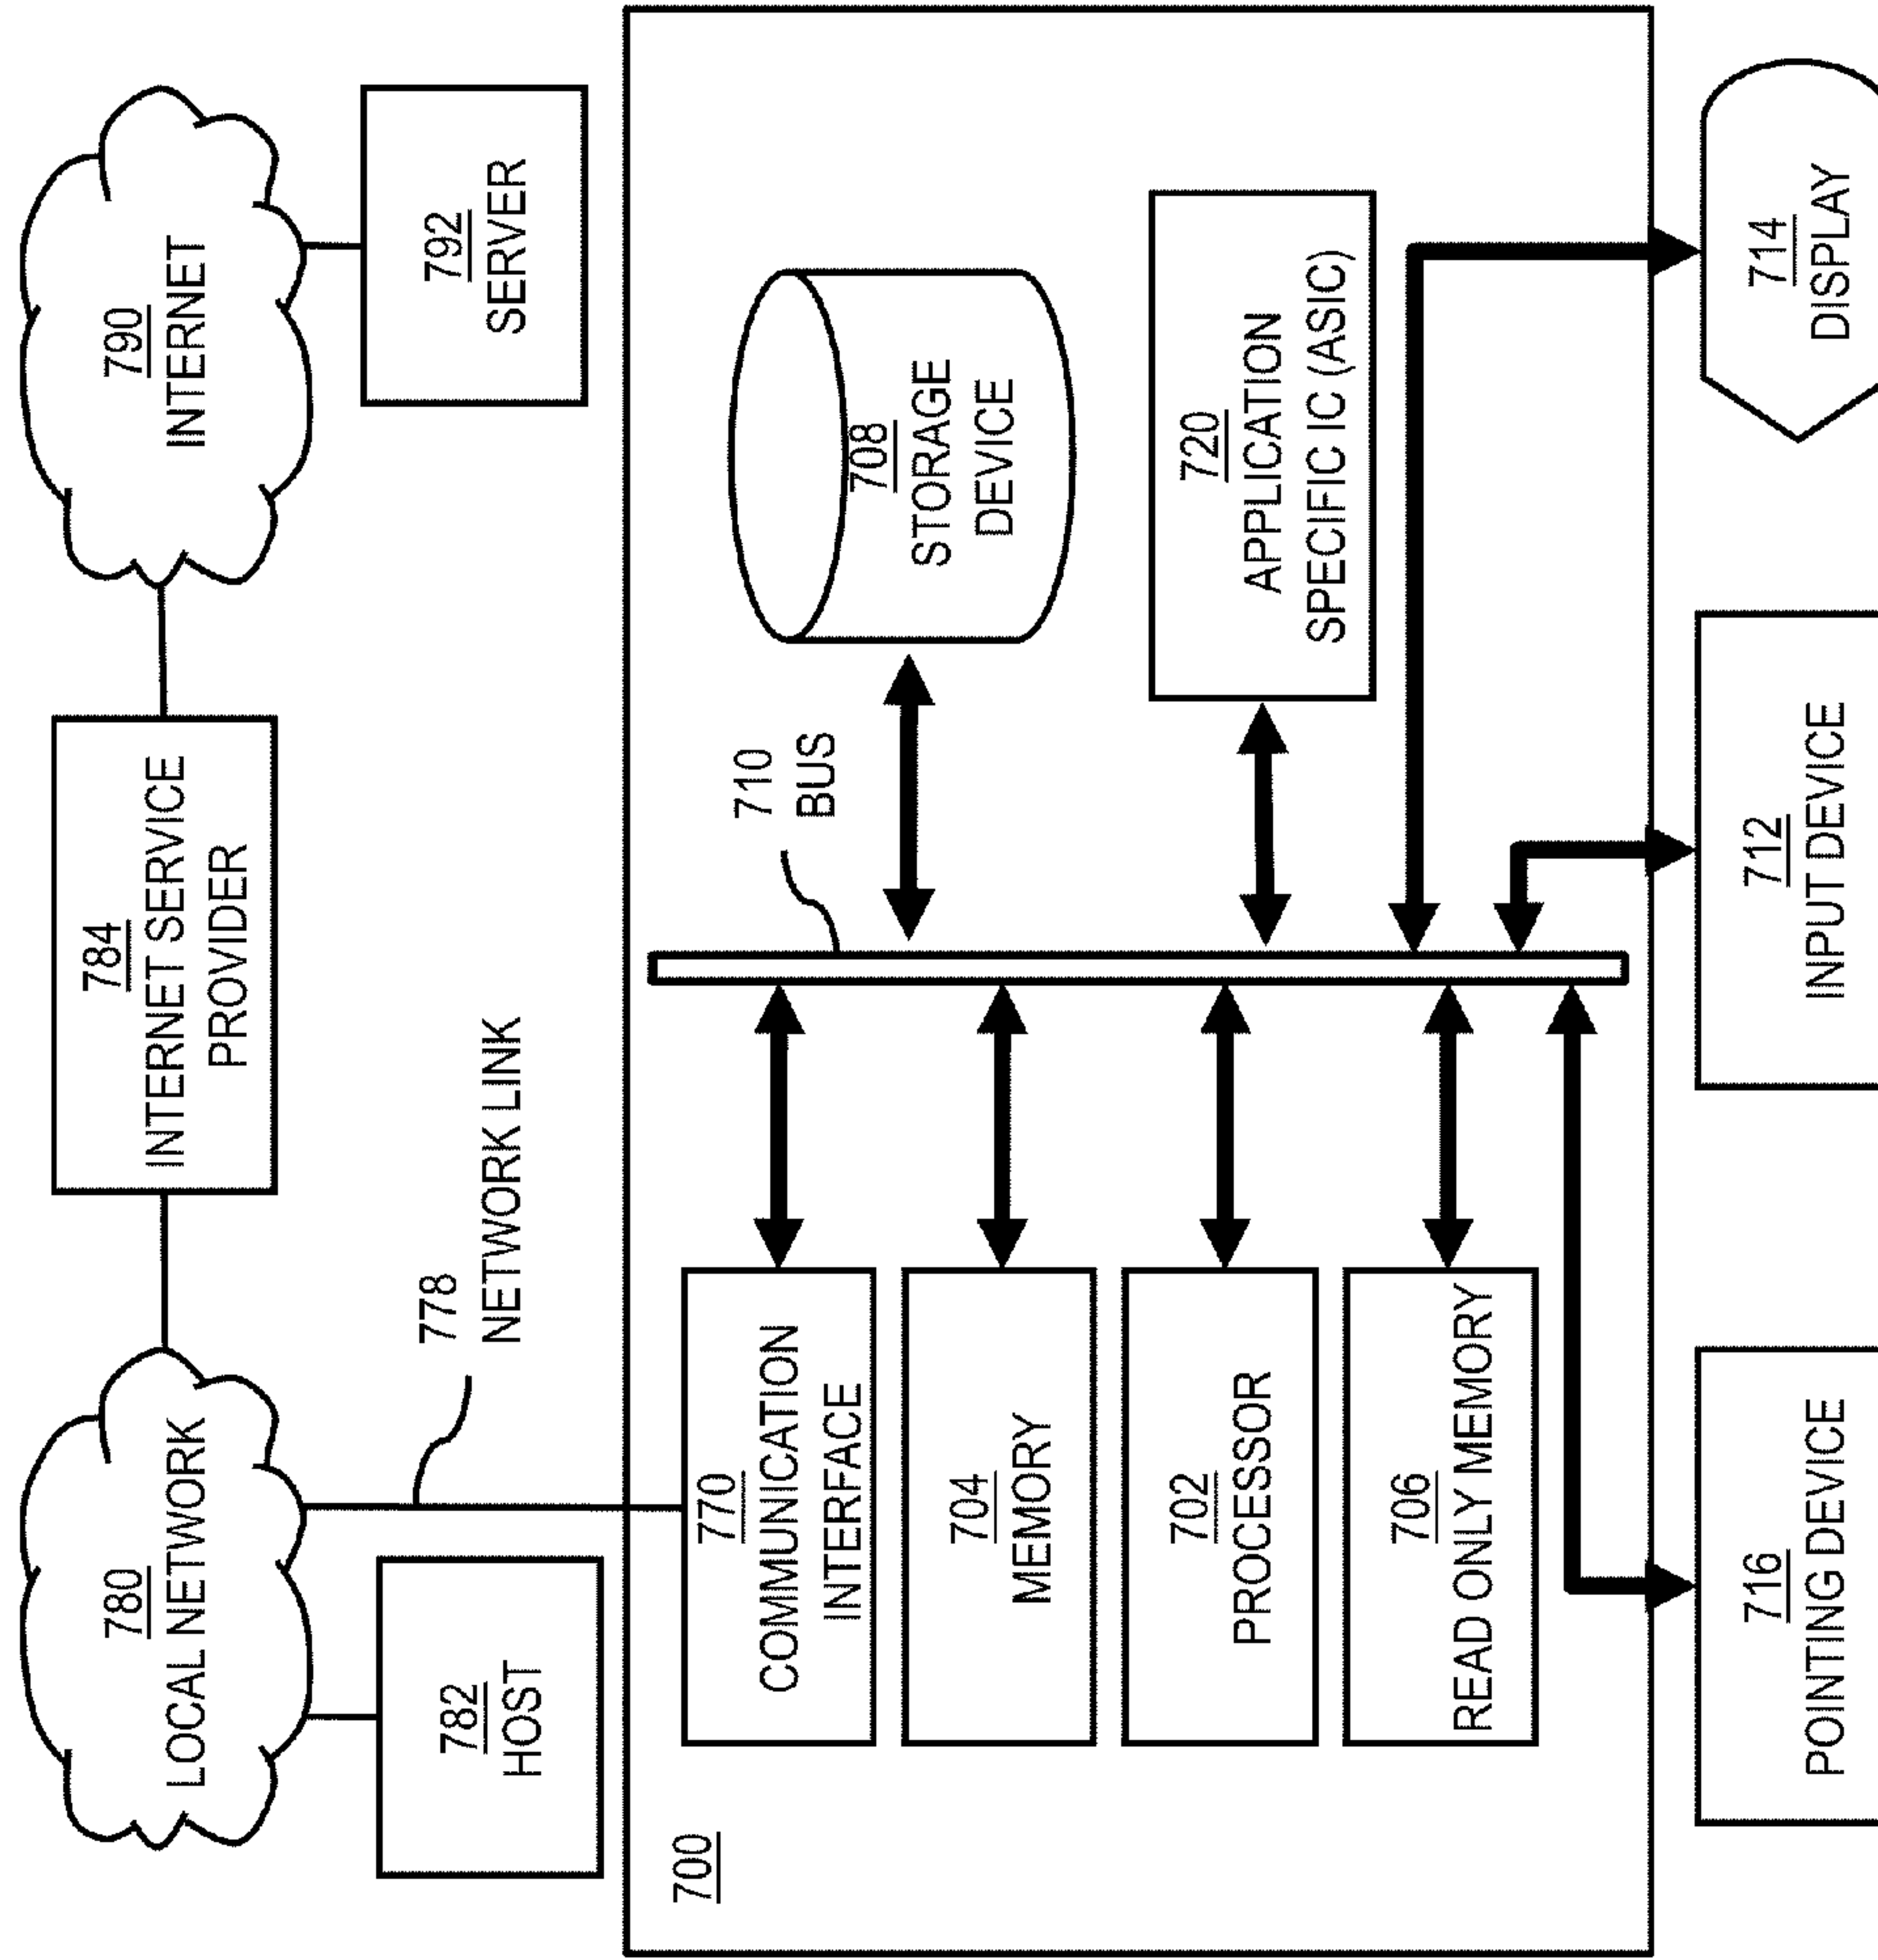 780
LOCAL NETWORK
784
INTERNET SERVICE
PROVIDER
790
INTERNET
782
HOST
778
NETWORK LINK
792
SERVER
700
770
COMMUNICATION
INTERFACE
710
BUS
708
STORAGE
DEVICE
704
MEMORY
702
PROCESSOR
720
APPLICATION
SPECIFIC IC (ASIC)
706
READ ONLY MEMORY
716
POINTING DEVICE
712
INPUT DEVICE
714
DISPLAY